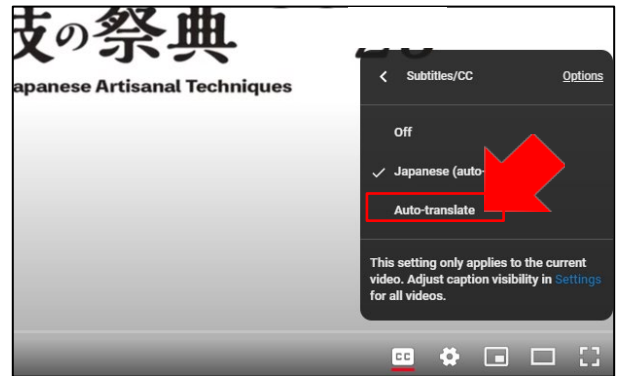 技の祭典
apanese Artisanal Techniques
Subtitles/CC Options
Off
Japanese (auto-
Auto-translate
This setting only applies to the current
video. Adjust caption visibility in Settings
for all videos.
CC